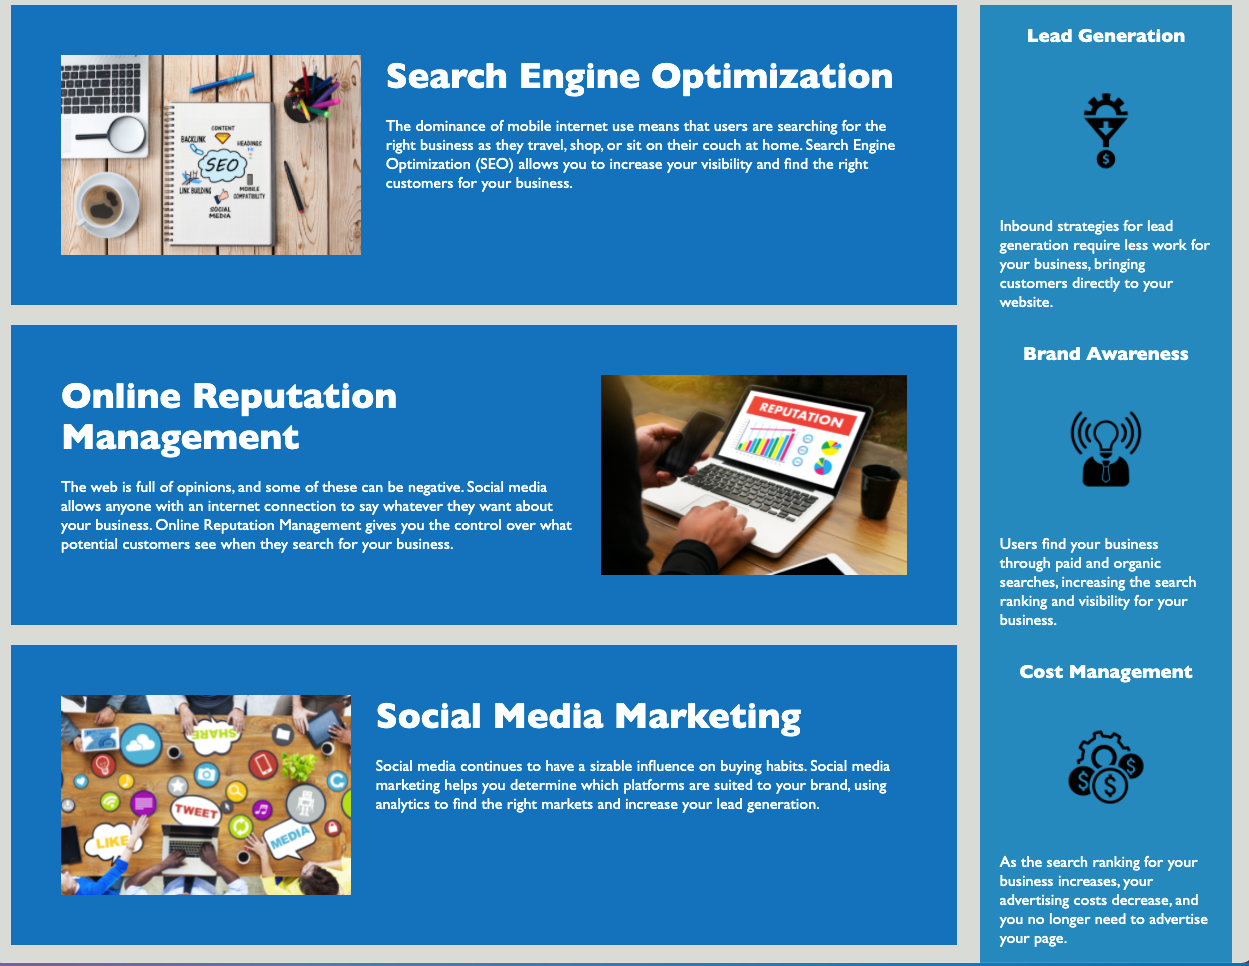 Search Engine Optimization
The dominance of mobile internet use means that users are searching for the
right business as they travel, shop, or sit on their couch at home. Search Engine
Optimization (SEO) allows you to increase your visibility and find the right
customers for your business.
CONTENT
BACKLINK
HEADINGS
SEO
LINK BUILDING
MOBILE
COMPATIBILITY
SOCIAL
MEDIA
Online Reputation
Management
The web is full of opinions, and some of these can be negative. Social media
allows anyone with an internet connection to say whatever they want about
your business. Online Reputation Management gives you the control over what
potential customers see when they search for your business.
REPUTATION
Social Media Marketing
Social media continues to have a sizable influence on buying habits. Social media
marketing helps you determine which platforms are suited to your brand, using
analytics to find the right markets and increase your lead generation.
SHARE
TWEET
LIKE
MEDIA
Lead Generation
$
Inbound strategies for lead
generation require less work for
your business, bringing
customers directly to your
website.
Brand Awareness
Users find your business
through paid and organic
searches, increasing the search
ranking and visibility for your
business.
Cost Management
$ $ $
As the search ranking for your
business increases, your
advertising costs decrease, and
you no longer need to advertise
your page.